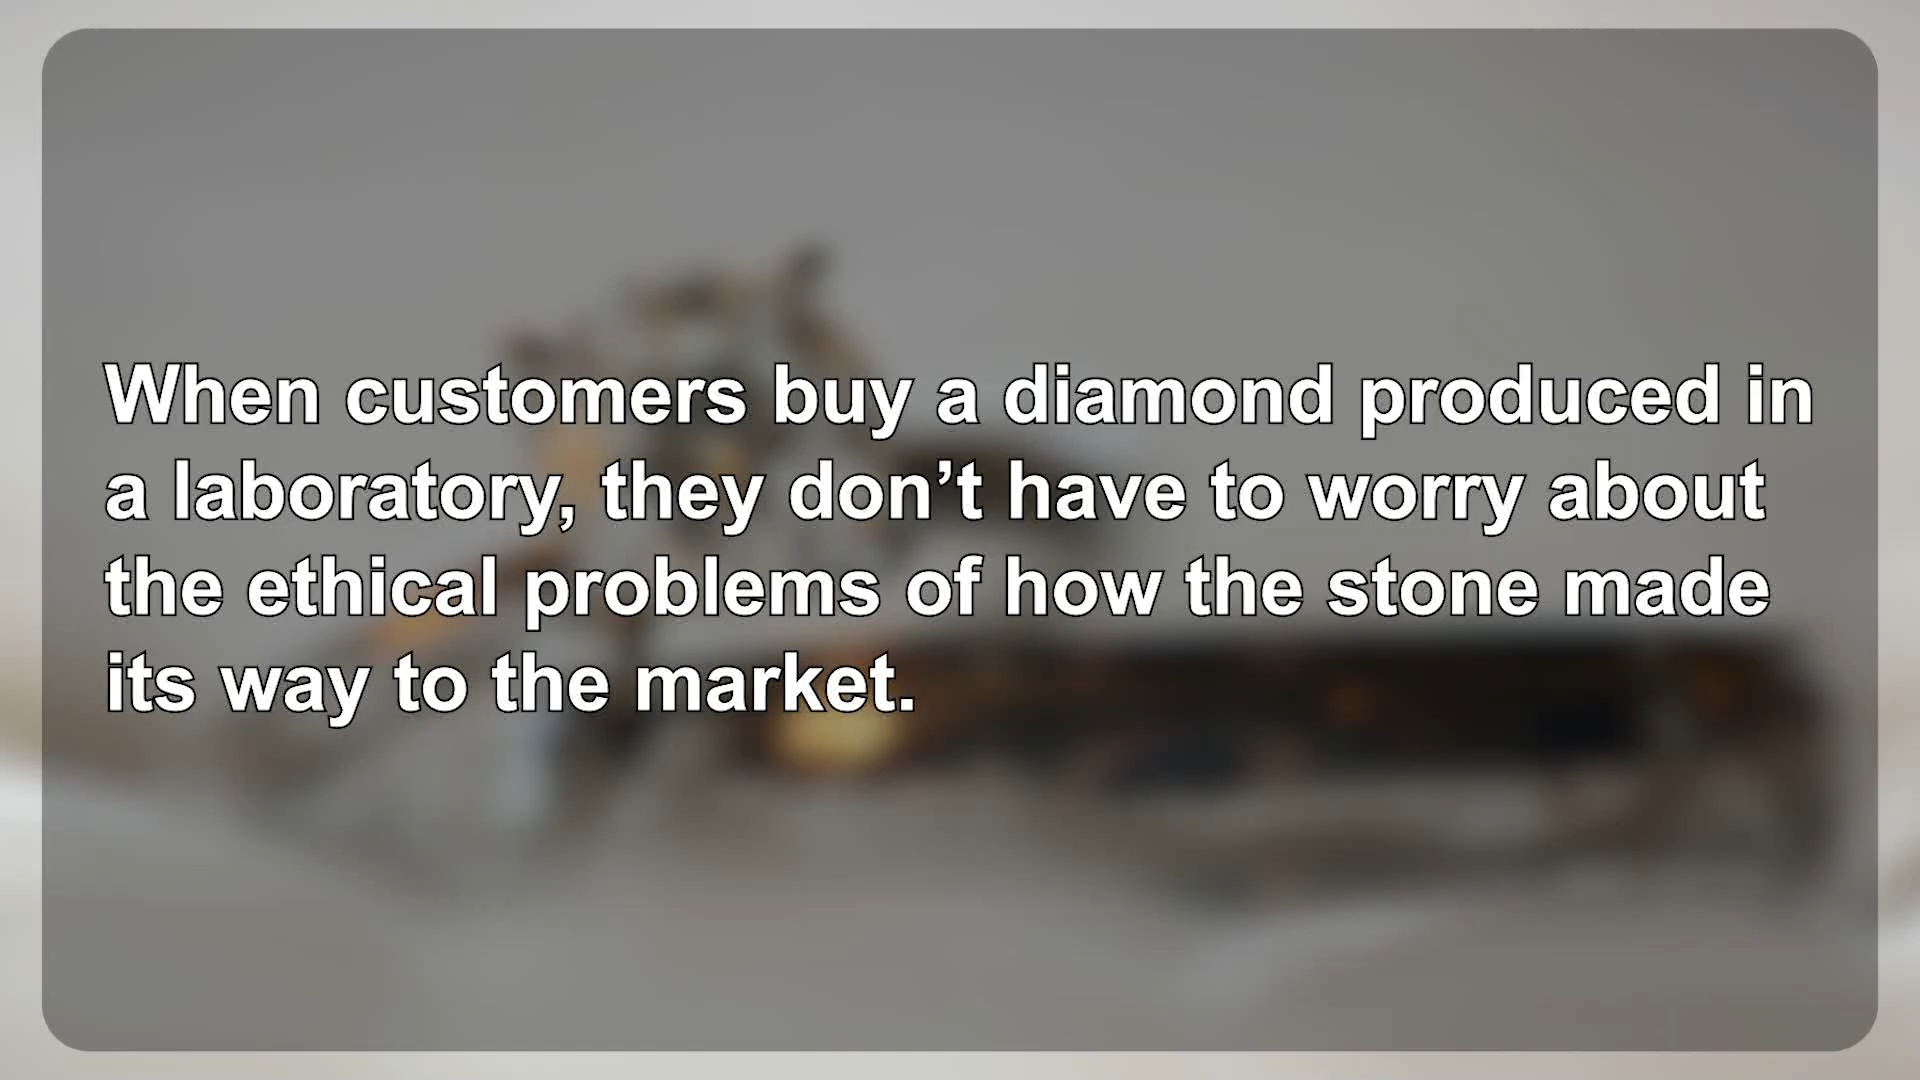 When customers buy a diamond produced in
a laboratory, they don’t have to worry about
the ethical problems of how the stone made
its way to the market.